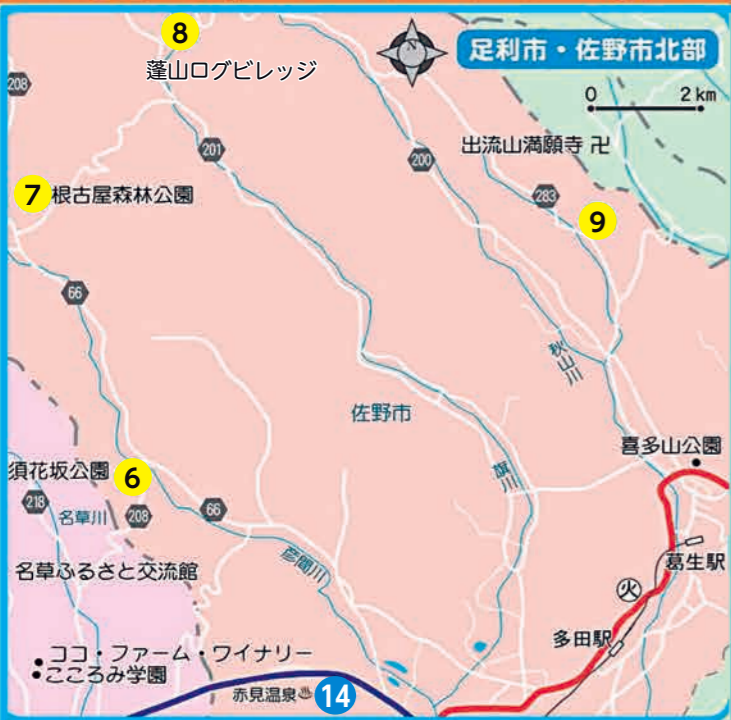 8
蓬山ログビレッジ
N
足利市・佐野市北部
0 2 km
208
201
200
出流山満願寺 卍
283
9
7
根古屋森林公園
66
秋山川
佐野市
旗川
喜多山公園
須花坂公園
6
218
名草川
208
66
彦間川
名草ふるさと交流館
葛生駅
火
多田駅
ココ・ファーム・ワイナリー
こころみ学園
赤見温泉♨
14